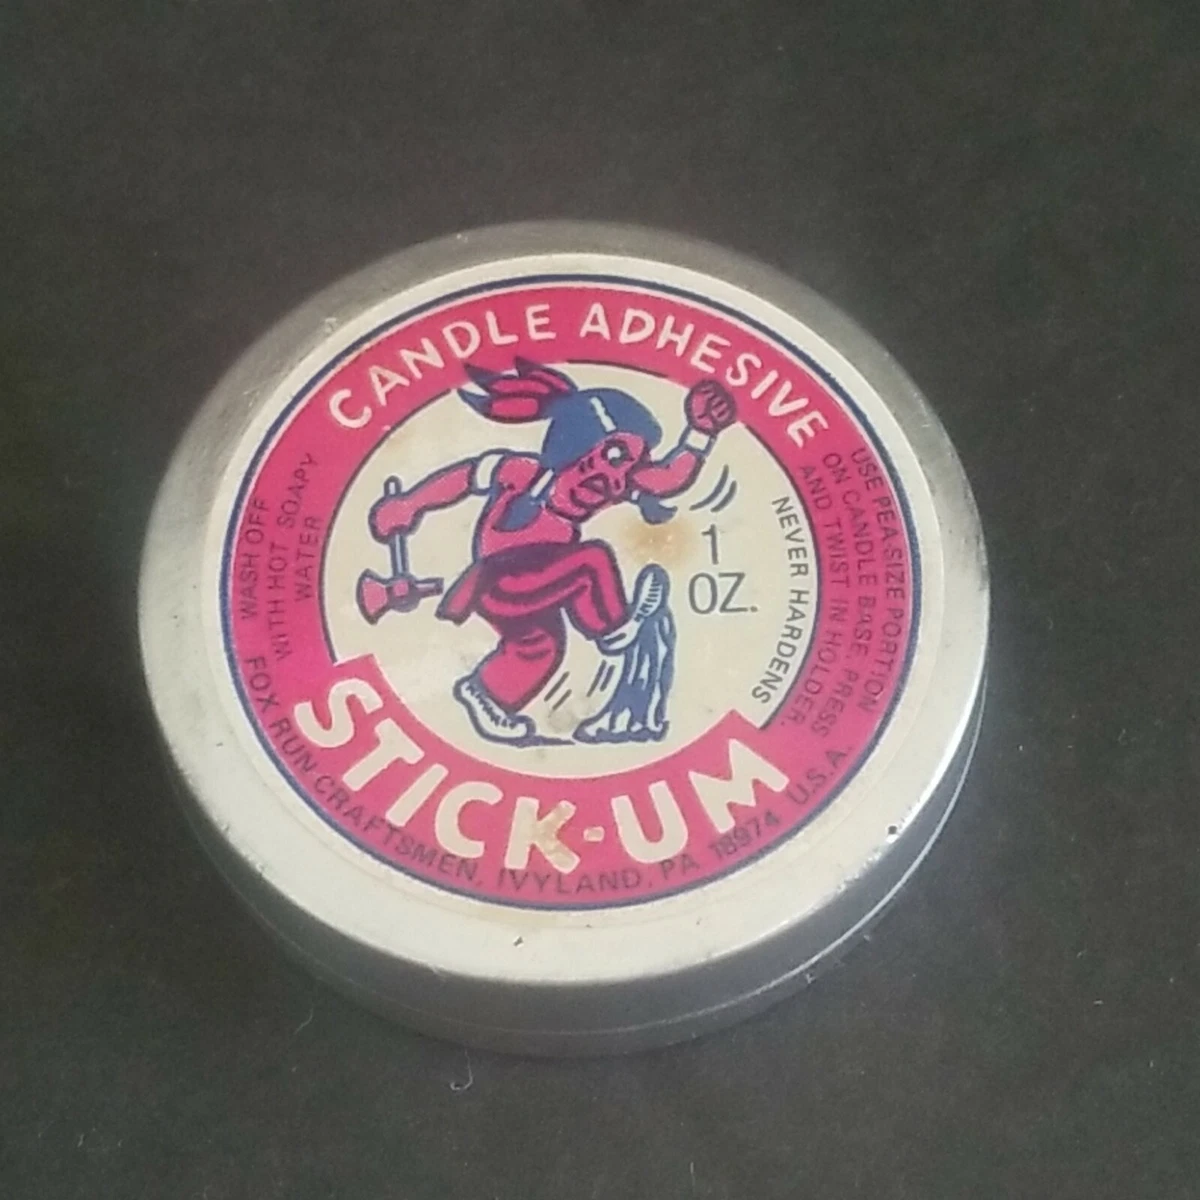 CANDLE ADHESIVE
WASH OFF
WITH HOT SOAPY
WATER
1
OZ.
NEVER HARDENS
USE PEA-SIZE PORTION
ON CANDLE BASE, PRESS
AND TWIST IN HOLDER.
STICK-UM
FOX RUN CRAFTSMEN, IVYLAND, PA 18974 U.S.A.